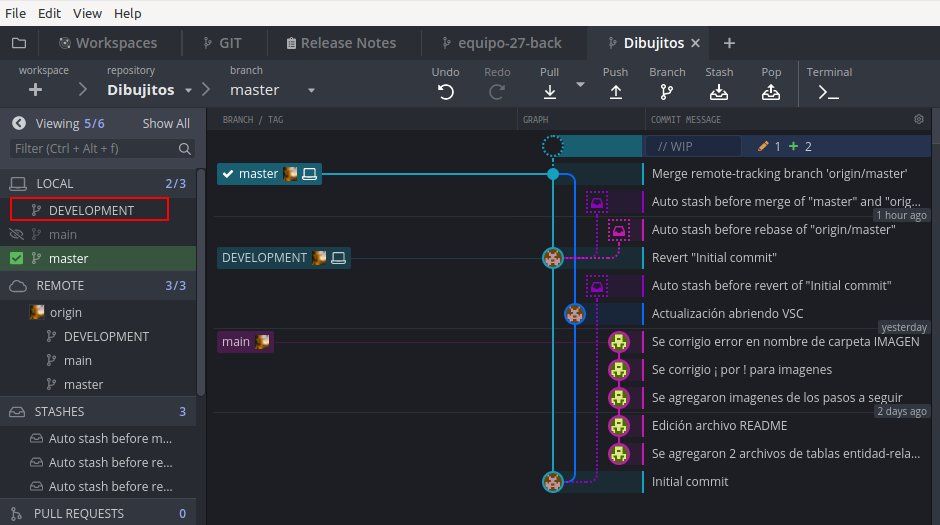 File Edit View Help
Workspaces GIT Release Notes equipo-27-back Dibujitos
workspace repository branch
Dibujitos master
Undo Redo Pull Push Branch Stash Pop Terminal
Viewing 5/6 Show All
BRANCH / TAG GRAPH COMMIT MESSAGE
Filter (Ctrl + Alt + f)
// WIP 1 2
LOCAL 2/3
DEVELOPMENT
main
master
REMOTE 3/3
origin
DEVELOPMENT
main
master
STASHES 3
Auto stash before m...
Auto stash before re...
Auto stash before re...
PULL REQUESTS 0
master Merge remote-tracking branch 'origin/master'
Auto stash before merge of "master" and "orig...
1 hour ago
Auto stash before rebase of "origin/master"
DEVELOPMENT Revert "Initial commit"
Auto stash before revert of "Initial commit"
Actualización abriendo VSC
yesterday
main Se corrigio error en nombre de carpeta IMAGEN
Se corrigio ¡ por ! para imagenes
Se agregaron imagenes de los pasos a seguir
2 days ago
Edición archivo README
Se agregaron 2 archivos de tablas entidad-rela...
Initial commit